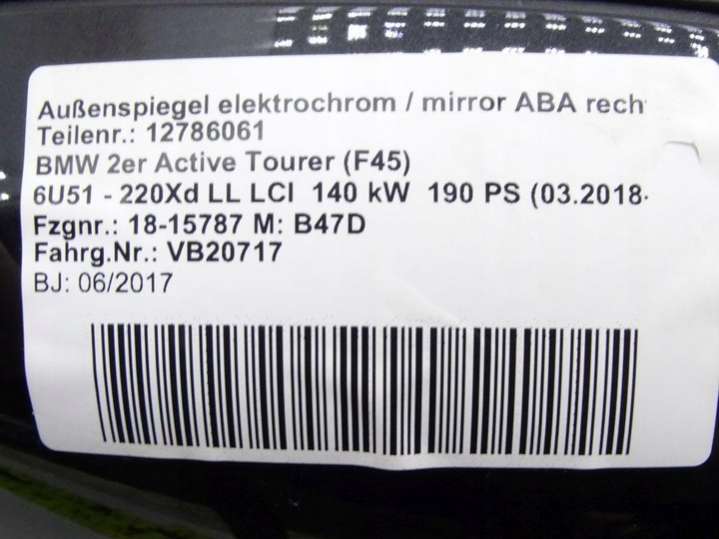 Außenspiegel elektrochrom / mirror ABA rech
Teilenr.: 12786061
BMW 2er Active Tourer (F45)
6U51 - 220Xd LL LCI 140 kW 190 PS (03.2018-
Fzgnr.: 18-15787 M: B47D
Fahrg.Nr.: VB20717
BJ: 06/2017